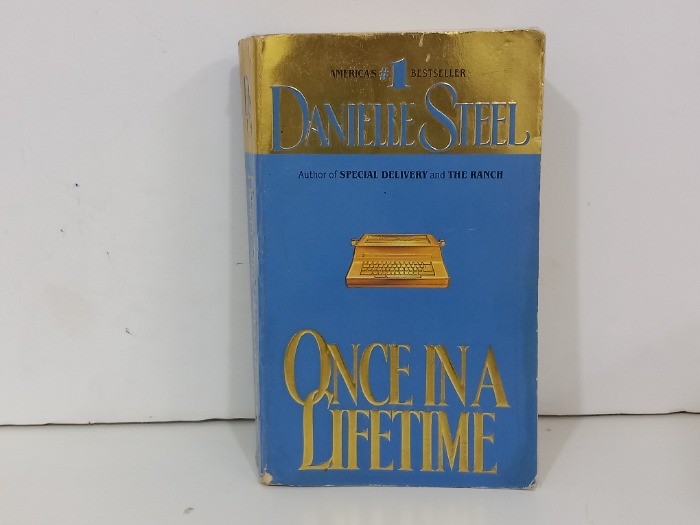 AMERICA'S #1 BESTSELLER
DANIELLE STEEL
Author of SPECIAL DELIVERY and THE RANCH
ONCE IN A
LIFETIME